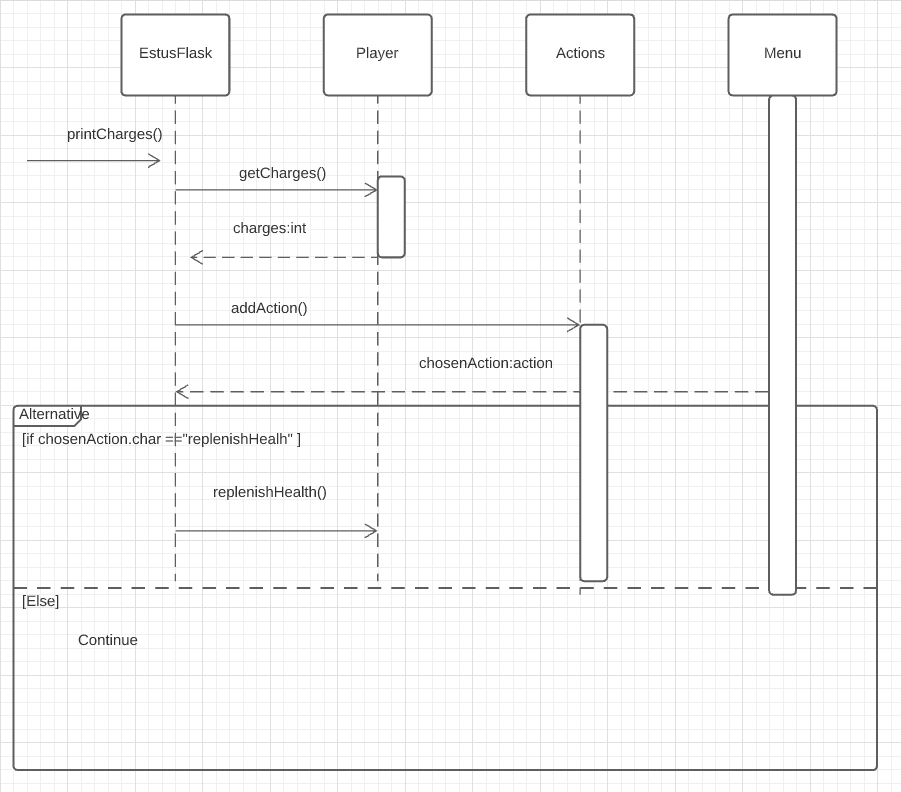 EstusFlask
Player
Actions
Menu
printCharges()
getCharges()
charges:int
addAction()
chosenAction:action
Alternative
[if chosenAction.char =="replenishHealh" ]
replenishHealth()
[Else]
Continue